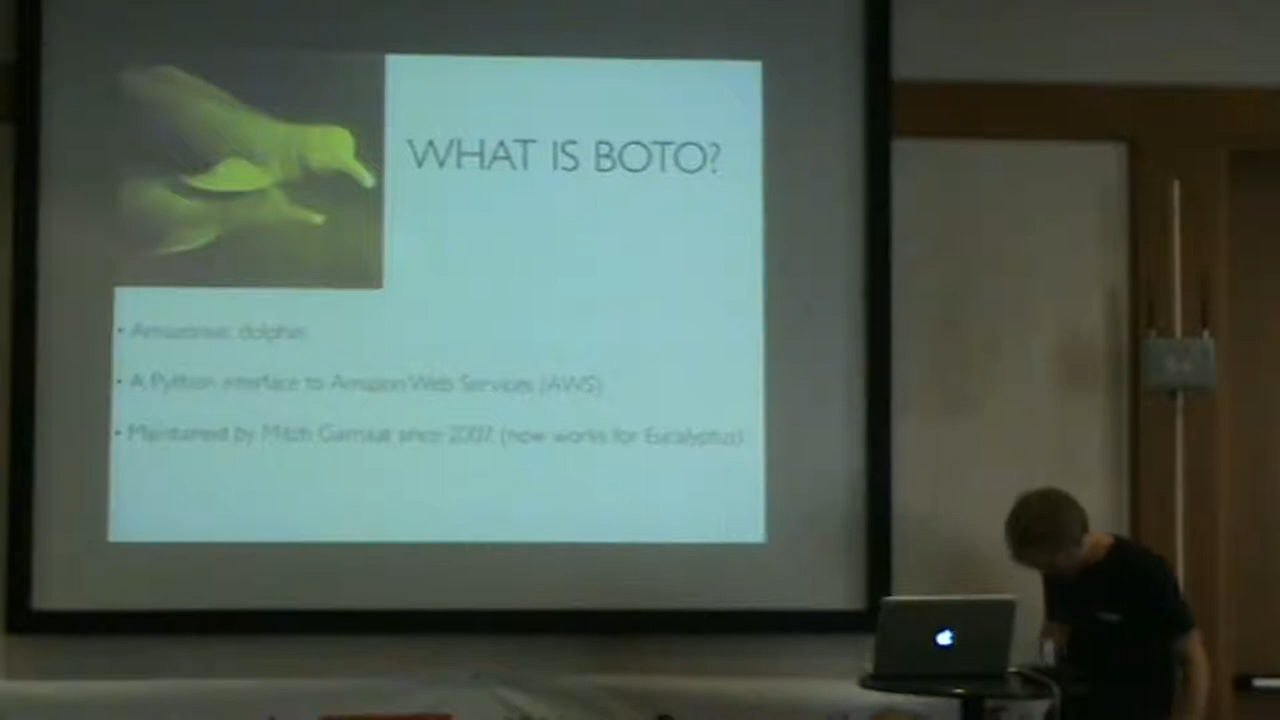 WHAT IS BOTO?
• Amazonian dolphin
• A Python interface to Amazon Web Services (AWS)
• Maintained by Mitch Garnaat since 2007 (now works for Eucalyptus)